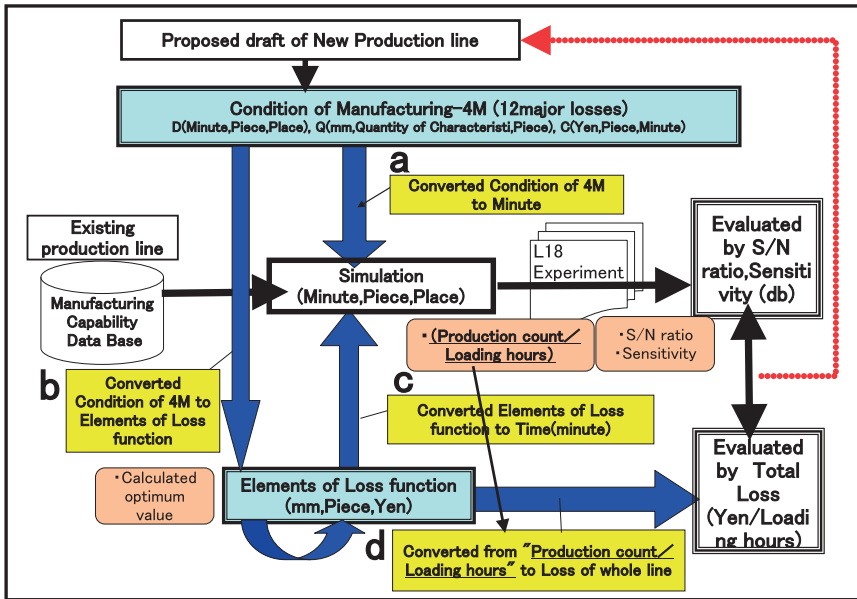 Proposed draft of New Production line
Condition of Manufacturing-4M (12major losses)
D(Minute,Piece,Place), Q(mm,Quantity of Characteristi,Piece), C(Yen,Piece,Minute)
a
Converted Condition of 4M
to Minute
Existing
production line
Manufacturing
Capability
Data Base
Simulation
(Minute,Piece,Place)
L18
Experiment
Evaluated
by S/N
ratio,Sensiti
vity (db)
・(Production count/
Loading hours)
・S/N ratio
・Sensitivity
b
Converted
Condition of 4M to
Elements of Loss
function
c
Converted Elements of Loss
function to Time(minute)
・Calculated
optimum
value
Elements of Loss function
(mm,Piece,Yen)
Evaluated
by Total
Loss
(Yen/Loadi
ng hours)
d
Converted from "Production count/
Loading hours" to Loss of whole line